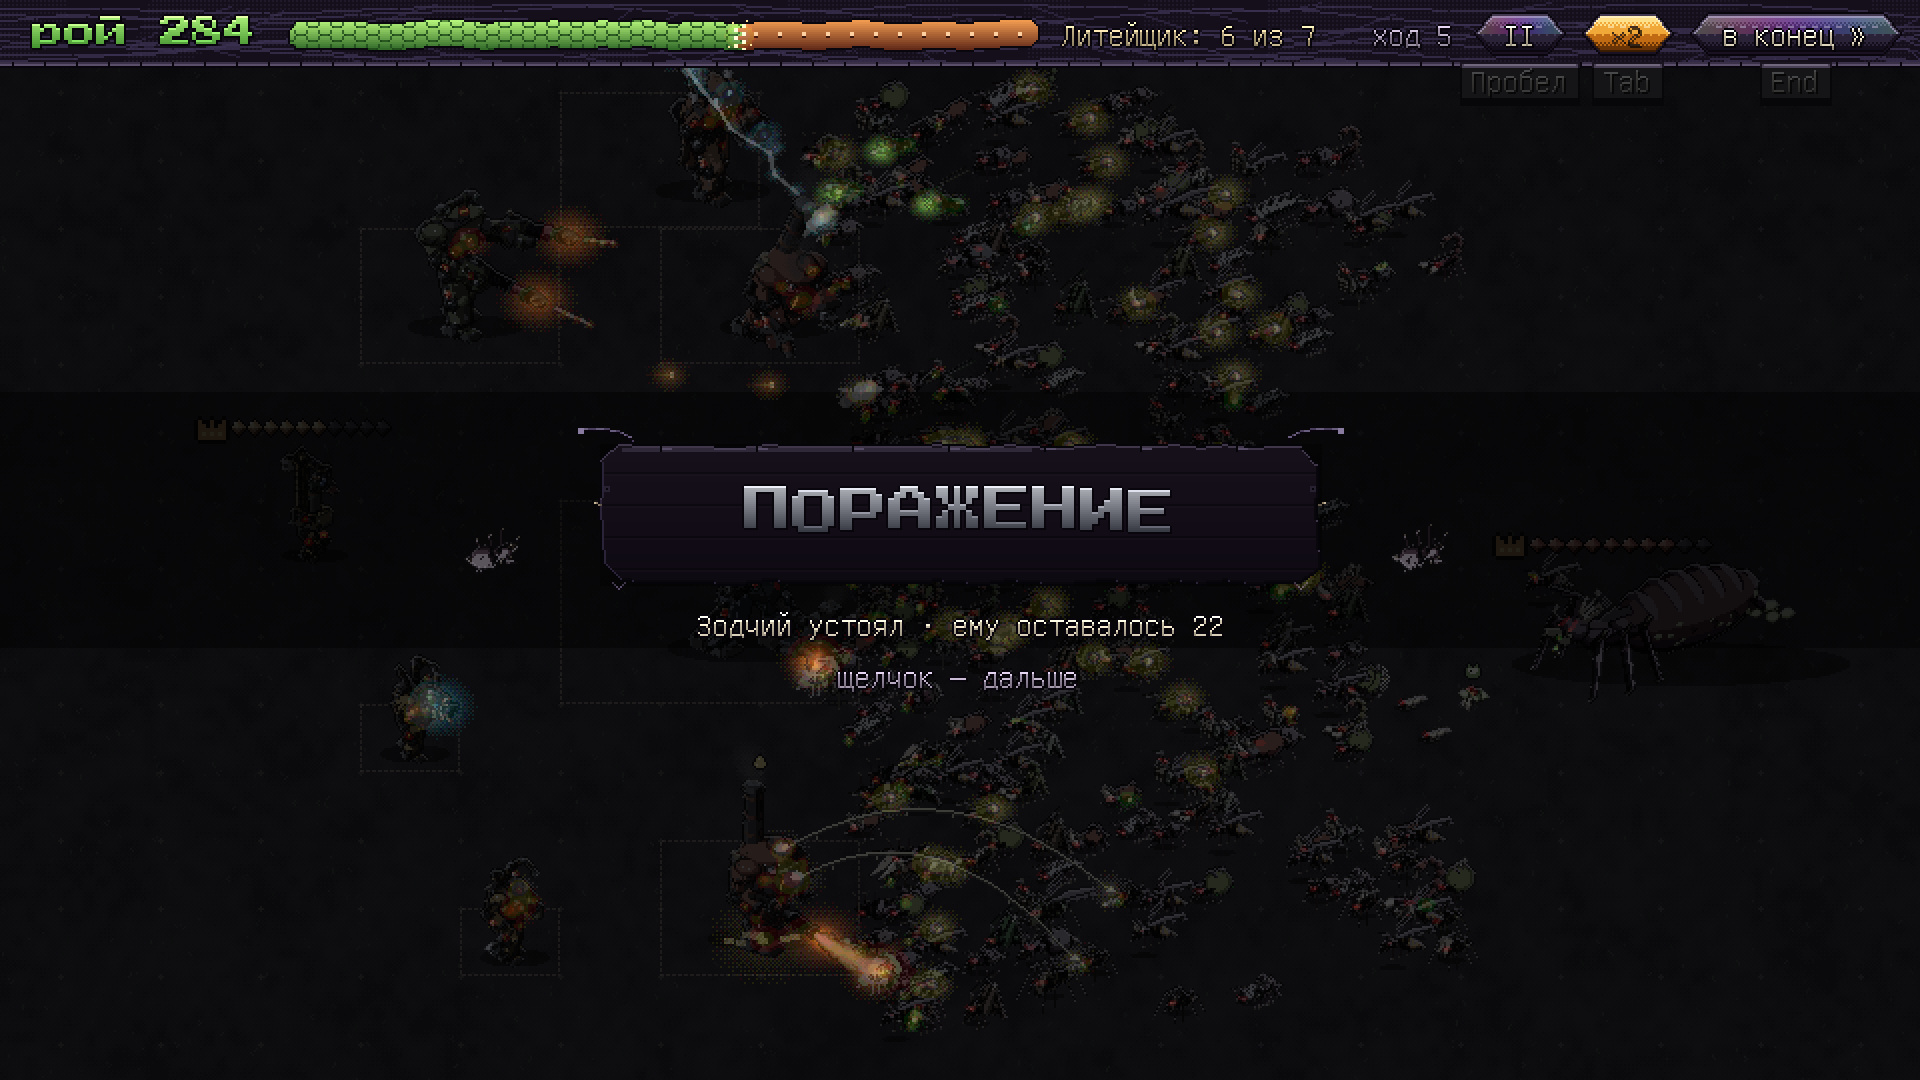 рой 284
Литейщик: 6 из 7
ход 5
II
×2
в конец »
Пробел
Tab
End
ПОРАЖЕНИЕ
Зодчий устоял · ему оставалось 22
щелчок — дальше